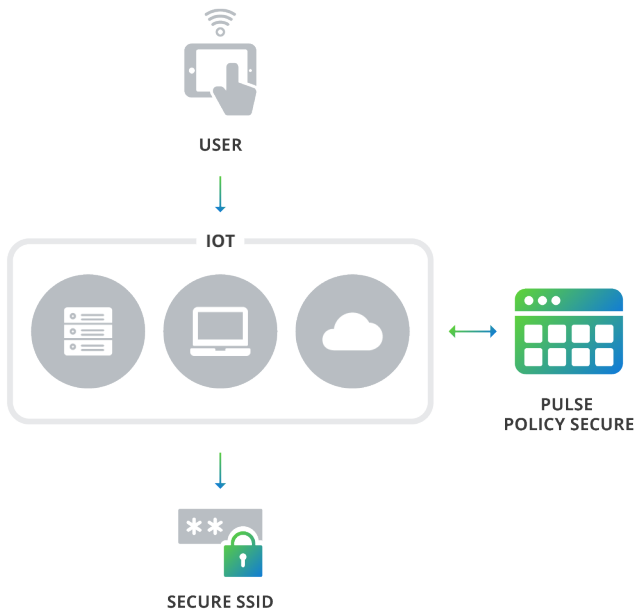 USER
IOT
PULSE
POLICY SECURE
**
SECURE SSID